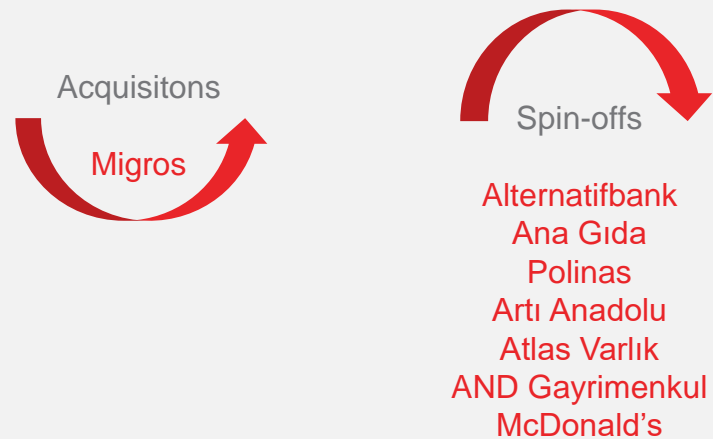 Acquisitons
Migros
Spin-offs
Alternatifbank
Ana Gıda
Polinas
Artı Anadolu
Atlas Varlık
AND Gayrimenkul
McDonald’s